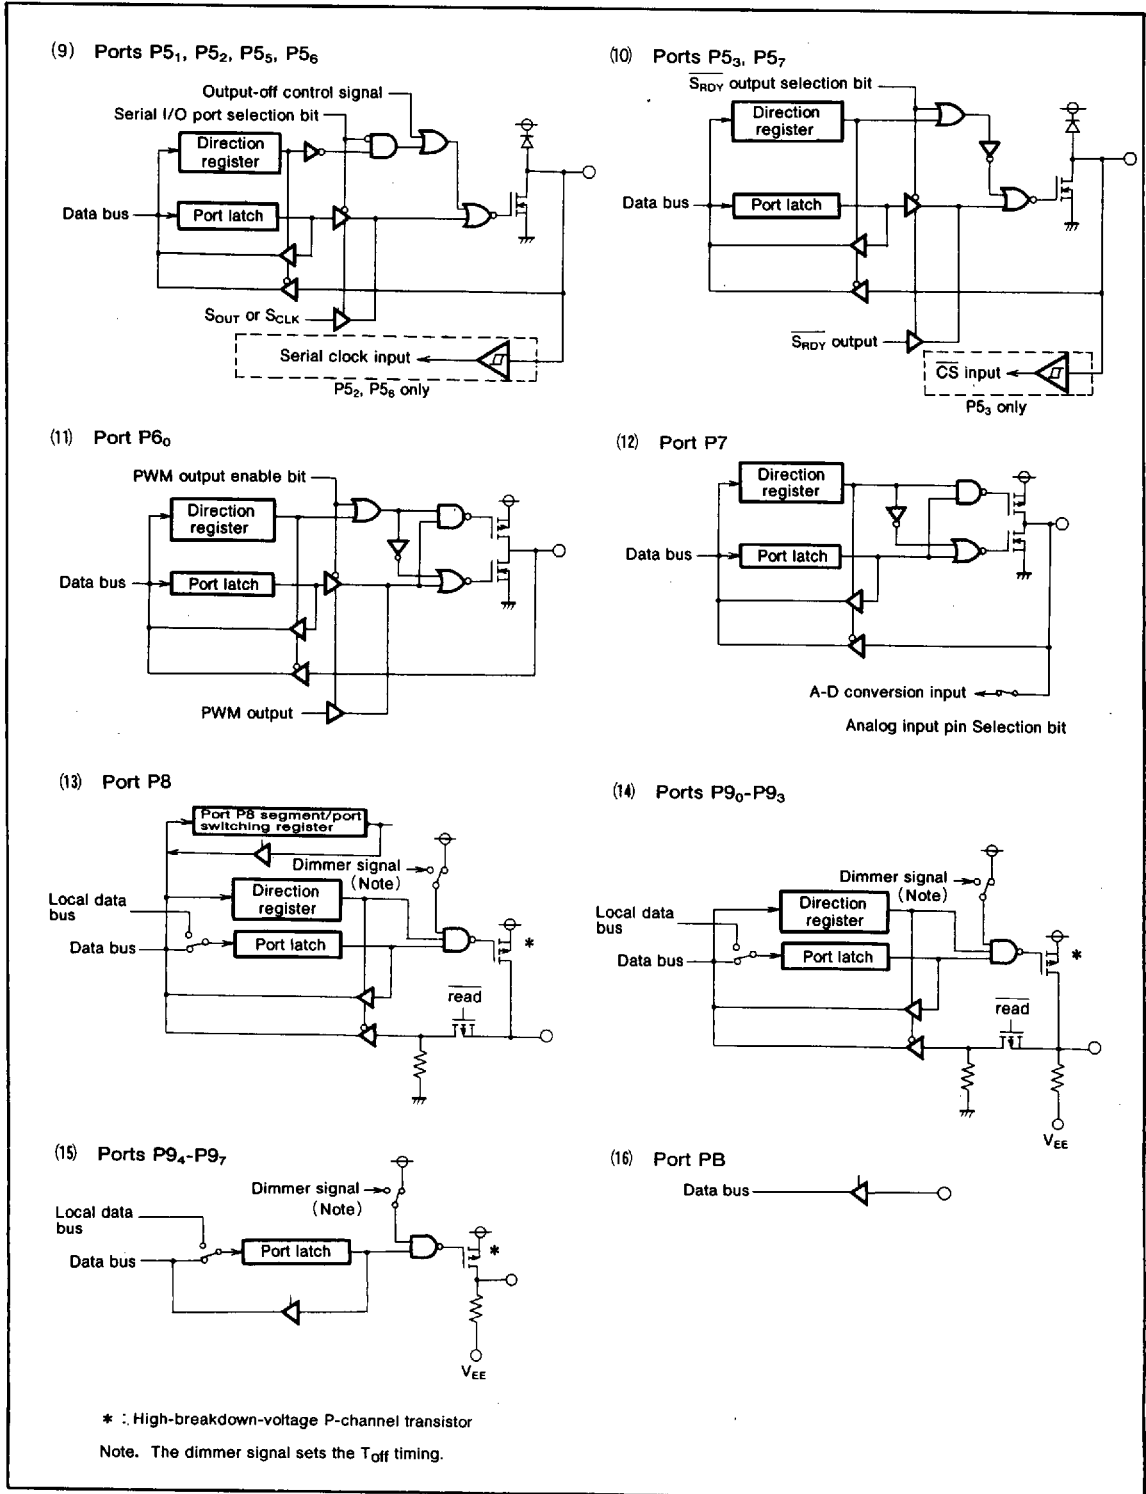 (9) Ports P5₁, P5₂, P5₅, P5₆
Output-off control signal
Serial I/O port selection bit
Direction
register
Data bus
Port latch
SOUT or SCLK
Serial clock input
P5₂, P5₆ only
(10) Ports P5₃, P5₇
S̅R̅D̅Y̅ output selection bit
Direction
register
Data bus
Port latch
S̅R̅D̅Y̅ output
C̅S̅ input
P5₃ only
(11) Port P6₀
PWM output enable bit
Direction
register
Data bus
Port latch
PWM output
(12) Port P7
Direction
register
Data bus
Port latch
A-D conversion input
Analog input pin Selection bit
(13) Port P8
Port P8 segment/port
switching register
Dimmer signal
(Note)
Direction
register
Local data
bus
Data bus
Port latch
*
r̅e̅a̅d̅
(14) Ports P9₀-P9₃
Dimmer signal
(Note)
Direction
register
Local data
bus
Data bus
Port latch
*
r̅e̅a̅d̅
VEE
(15) Ports P9₄-P9₇
Dimmer signal
(Note)
Local data
bus
Data bus
Port latch
*
VEE
(16) Port PB
Data bus
* : High-breakdown-voltage P-channel transistor
Note. The dimmer signal sets the Toff timing.